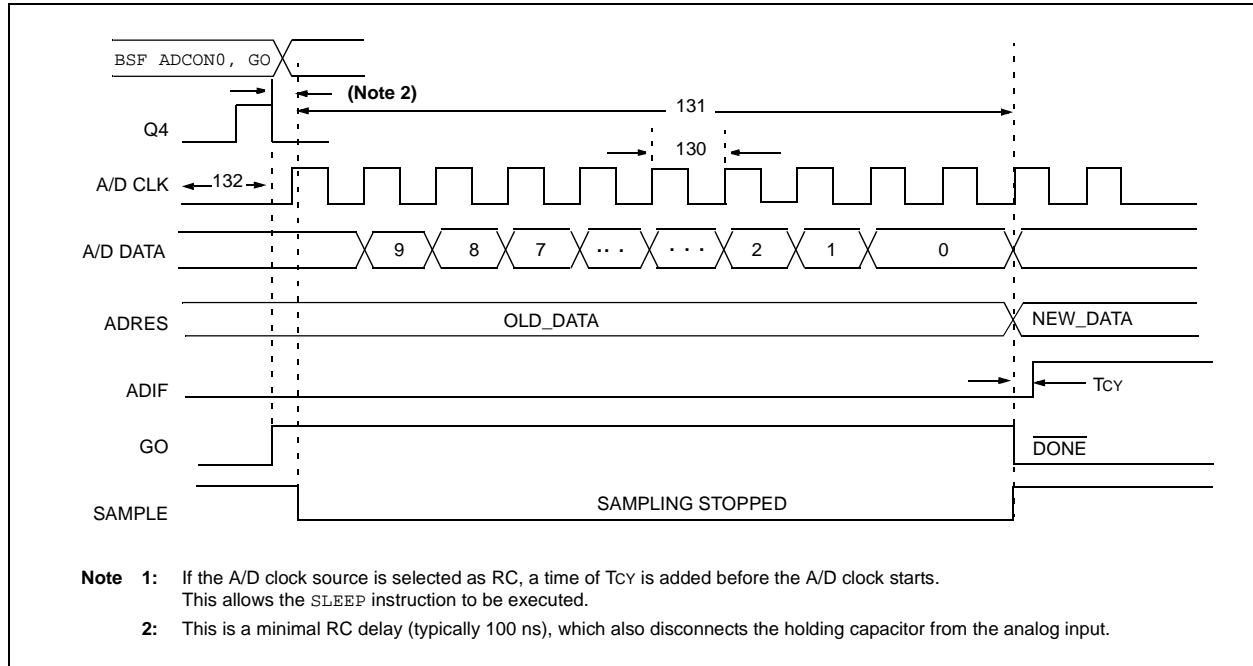 BSF ADCON0, GO
(Note 2)
131
Q4
130
A/D CLK
132
A/D DATA
9 8 7 ... ... 2 1 0
ADRES
OLD_DATA
NEW_DATA
ADIF
TCY
GO
DONE
SAMPLE
SAMPLING STOPPED
Note 1: If the A/D clock source is selected as RC, a time of TCY is added before the A/D clock starts.
This allows the SLEEP instruction to be executed.
2: This is a minimal RC delay (typically 100 ns), which also disconnects the holding capacitor from the analog input.